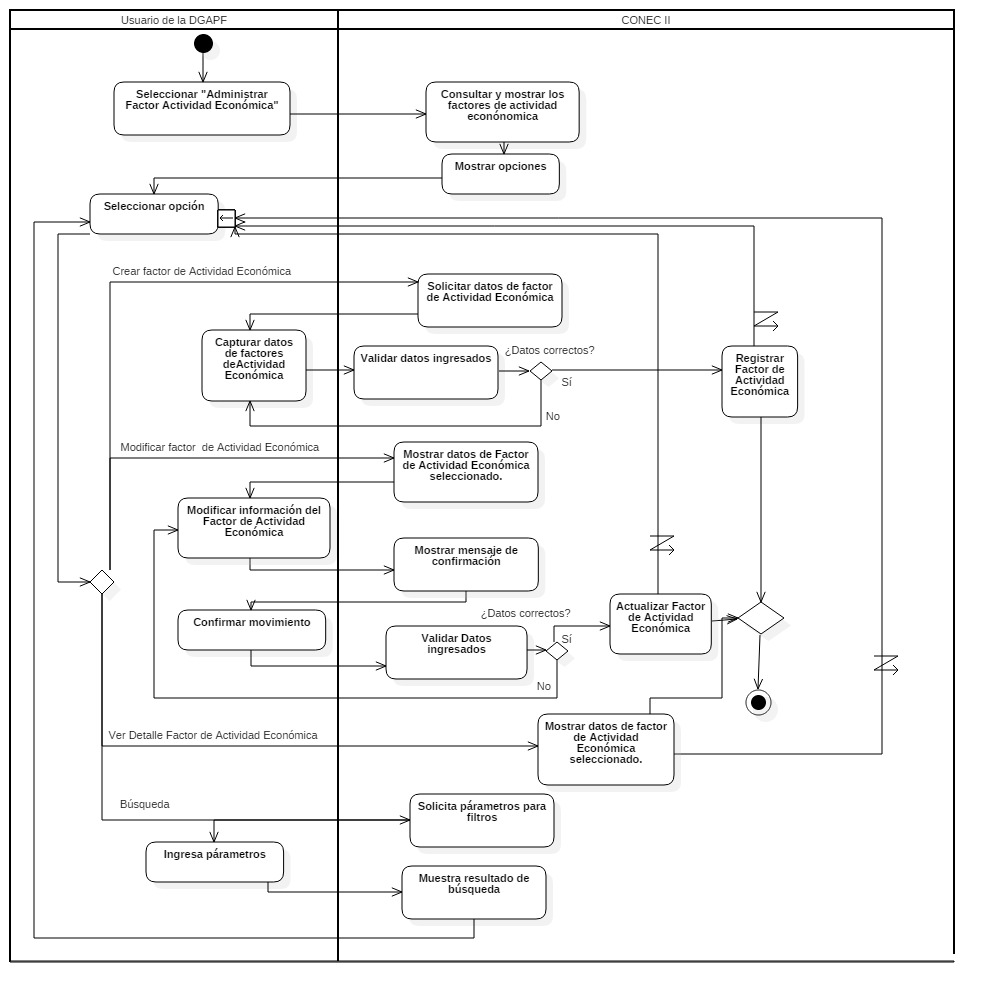 Usuario de la DGAPF
CONEC II
Seleccionar "Administrar
Factor Actividad Económica"
Consultar y mostrar los
factores de actividad
econónomica
Mostrar opciones
Seleccionar opción
Crear factor de Actividad Económica
Solicitar datos de factor
de Actividad Económica
Capturar datos
de factores
deActividad
Económica
Validar datos ingresados
¿Datos correctos?
Sí
No
Registrar
Factor de
Actividad
Económica
Modificar factor  de Actividad Económica
Mostrar datos de Factor
de Actividad Económica
seleccionado.
Modificar información del
Factor de Actividad
Económica
Mostrar mensaje de
confirmación
Confirmar movimiento
¿Datos correctos?
Validar Datos
ingresados
Sí
No
Actualizar Factor
de Actividad
Económica
Ver Detalle Factor de Actividad Económica
Mostrar datos de factor
de Actividad
Económica
seleccionado.
Búsqueda
Solicita párametros para
filtros
Ingresa párametros
Muestra resultado de
búsqueda